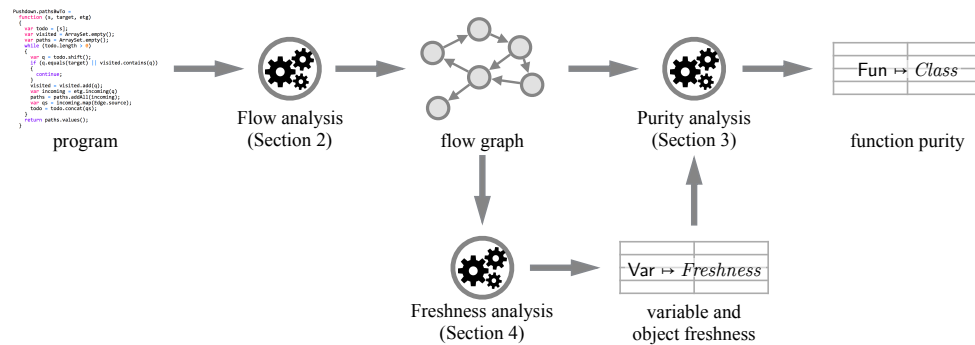 Pushdown.pathsBwTo =
function (s, target, etg)
{
var todo = [s];
var visited = ArraySet.empty();
var paths = ArraySet.empty();
while (todo.length > 0)
{
var q = todo.shift();
if (q.equals(target) || visited.contains(q))
{
continue;
}
visited = visited.add(q);
var incoming = etg.incoming(q)
paths = paths.addAll(incoming);
var qs = incoming.map(Edge.source);
todo = todo.concat(qs);
}
return paths.values();
}
program
Flow analysis
(Section 2)
flow graph
Purity analysis
(Section 3)
Fun ↦ Class
function purity
Freshness analysis
(Section 4)
Var ↦ Freshness
variable and
object freshness